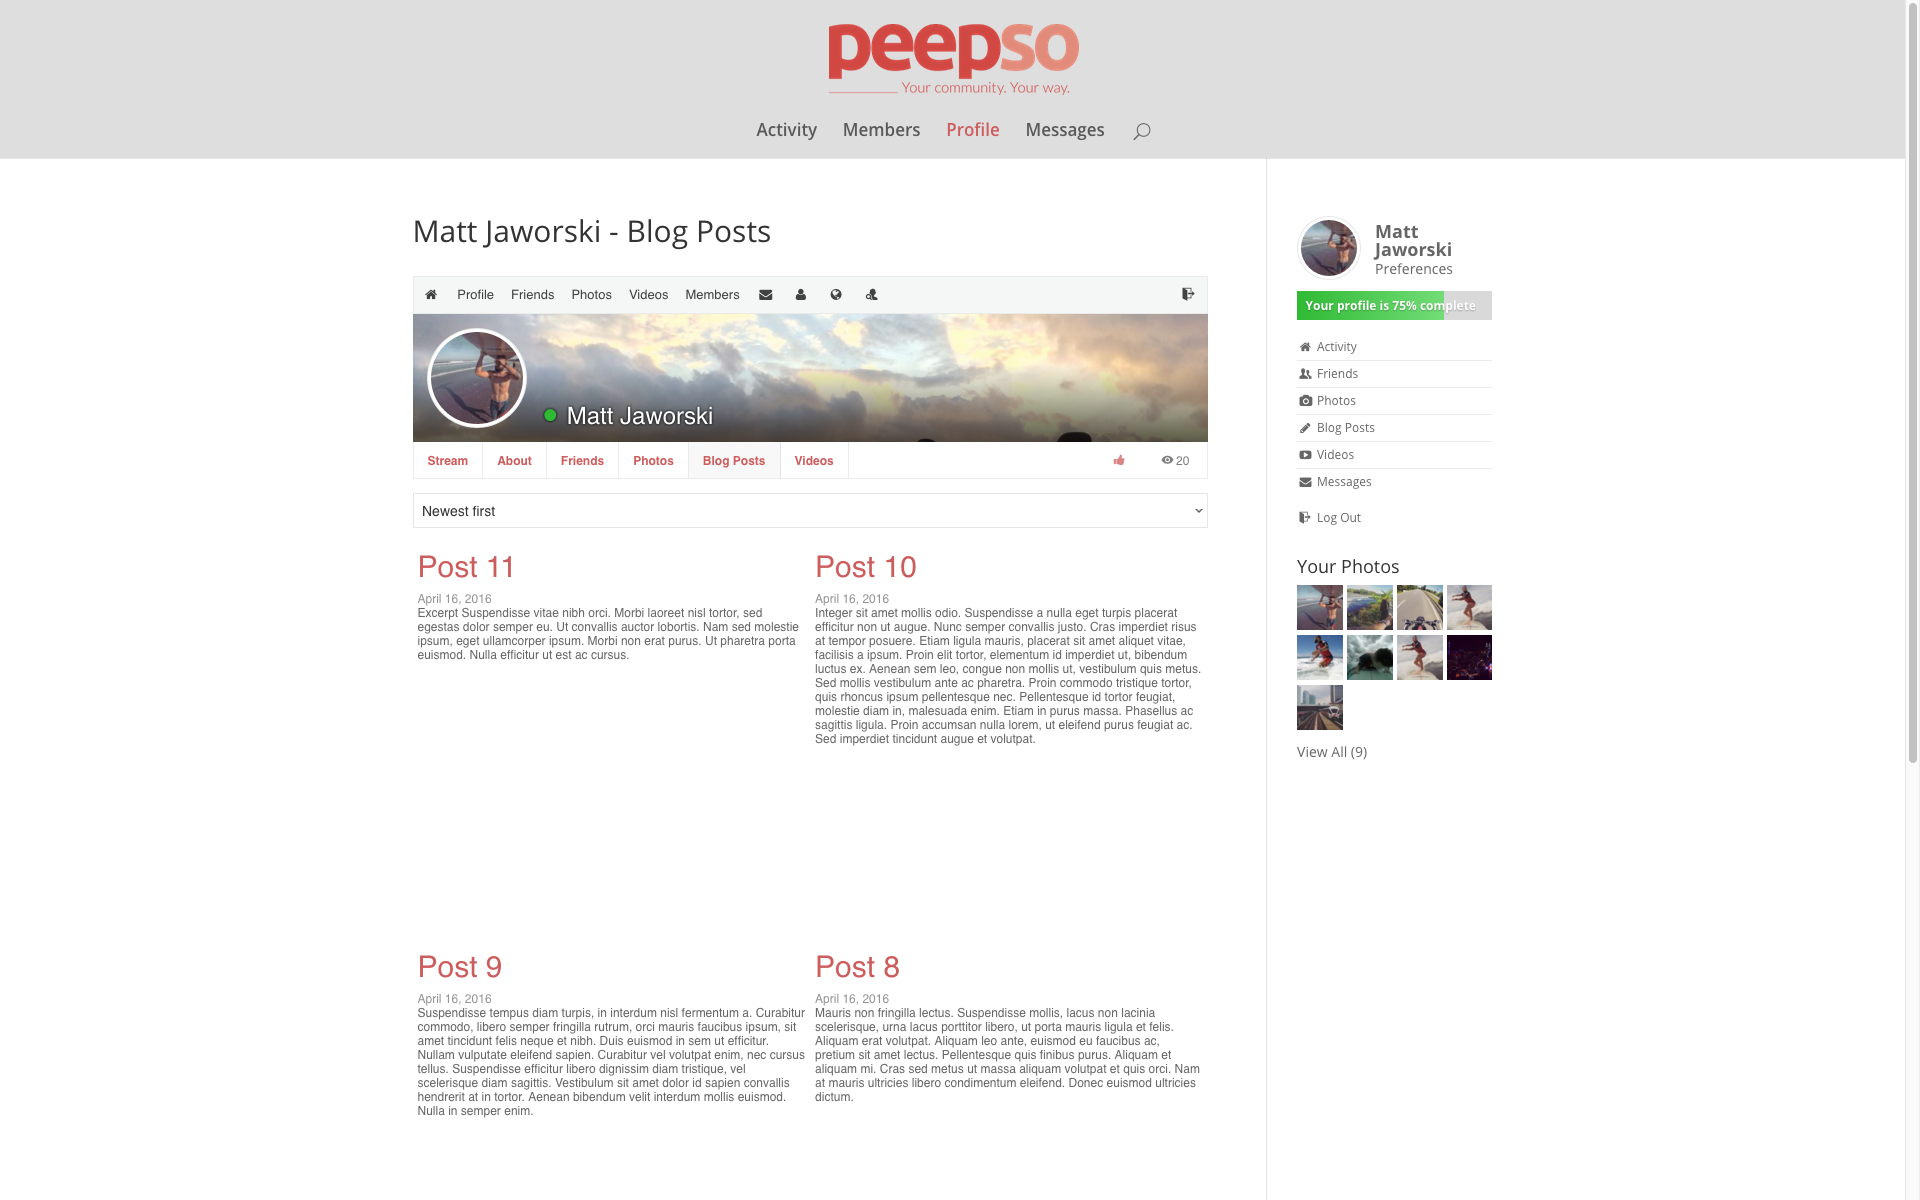 peepso
Your community. Your way.
Activity Members Profile Messages
Matt Jaworski - Blog Posts
Profile Friends Photos Videos Members
Matt Jaworski
Stream About Friends Photos Blog Posts Videos 20
Newest first
Post 11
April 16, 2016
Excerpt Suspendisse vitae nibh orci. Morbi laoreet nisl tortor, sed
egestas dolor semper eu. Ut convallis auctor lobortis. Nam sed molestie
ipsum, eget ullamcorper ipsum. Morbi non erat purus. Ut pharetra porta
euismod. Nulla efficitur ut est ac cursus.
Post 10
April 16, 2016
Integer sit amet mollis odio. Suspendisse a nulla eget turpis placerat
efficitur non ut augue. Nunc semper convallis justo. Cras imperdiet risus
at tempor posuere. Etiam ligula mauris, placerat sit amet aliquet vitae,
facilisis a ipsum. Proin elit tortor, elementum id imperdiet ut, bibendum
luctus ex. Aenean sem leo, congue non mollis ut, vestibulum quis metus.
Sed mollis vestibulum ante ac pharetra. Proin commodo tristique tortor,
quis rhoncus ipsum pellentesque nec. Pellentesque id tortor feugiat,
molestie diam in, malesuada enim. Etiam in purus massa. Phasellus ac
sagittis ligula. Proin accumsan nulla lorem, ut eleifend purus feugiat ac.
Sed imperdiet tincidunt augue et volutpat.
Post 9
April 16, 2016
Suspendisse tempus diam turpis, in interdum nisl fermentum a. Curabitur
commodo, libero semper fringilla rutrum, orci mauris faucibus ipsum, sit
amet tincidunt felis neque et nibh. Duis euismod in sem ut efficitur.
Nullam vulputate eleifend sapien. Curabitur vel volutpat enim, nec cursus
tellus. Suspendisse efficitur libero dignissim diam tristique, vel
scelerisque diam sagittis. Vestibulum sit amet dolor id sapien convallis
hendrerit at in tortor. Aenean bibendum velit interdum mollis euismod.
Nulla in semper enim.
Post 8
April 16, 2016
Mauris non fringilla lectus. Suspendisse mollis, lacus non lacinia
scelerisque, urna lacus porttitor libero, ut porta mauris ligula et felis.
Aliquam erat volutpat. Aliquam leo ante, euismod eu faucibus ac,
pretium sit amet lectus. Pellentesque quis finibus purus. Aliquam et
aliquam mi. Cras sed metus ut massa aliquam volutpat et quis orci. Nam
at mauris ultricies libero condimentum eleifend. Donec euismod ultricies
dictum.
Matt
Jaworski
Preferences
Your profile is 75% complete
Activity
Friends
Photos
Blog Posts
Videos
Messages
Log Out
Your Photos
View All (9)